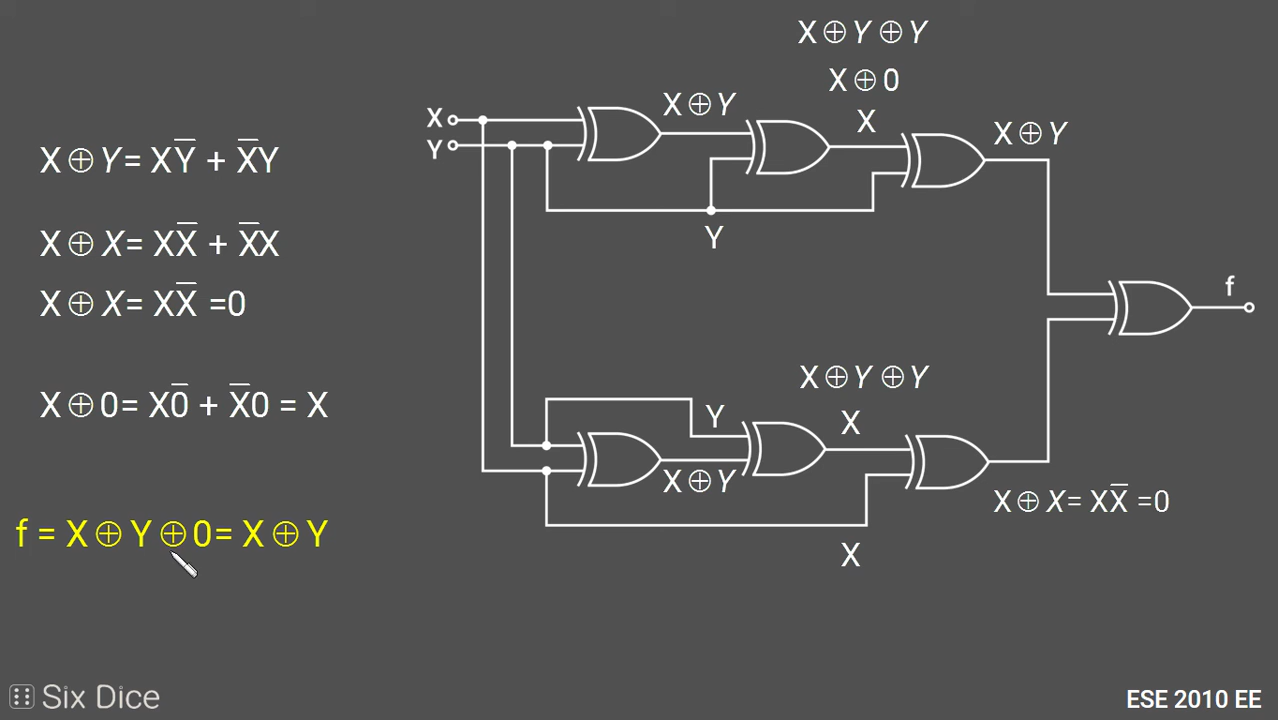 X⊕Y⊕Y
X⊕0
X
X⊕Y
X⊕Y
X
Y
X⊕Y= XY̅ + X̅Y
X⊕X= XX̅ + X̅X
X⊕X= XX̅ =0
X⊕0= X0̅ + X̅0 = X
f = X⊕Y⊕0= X⊕Y
Y
f
X⊕Y⊕Y
Y
X
X⊕Y
X⊕X= XX̅ =0
X
Six Dice
ESE 2010 EE